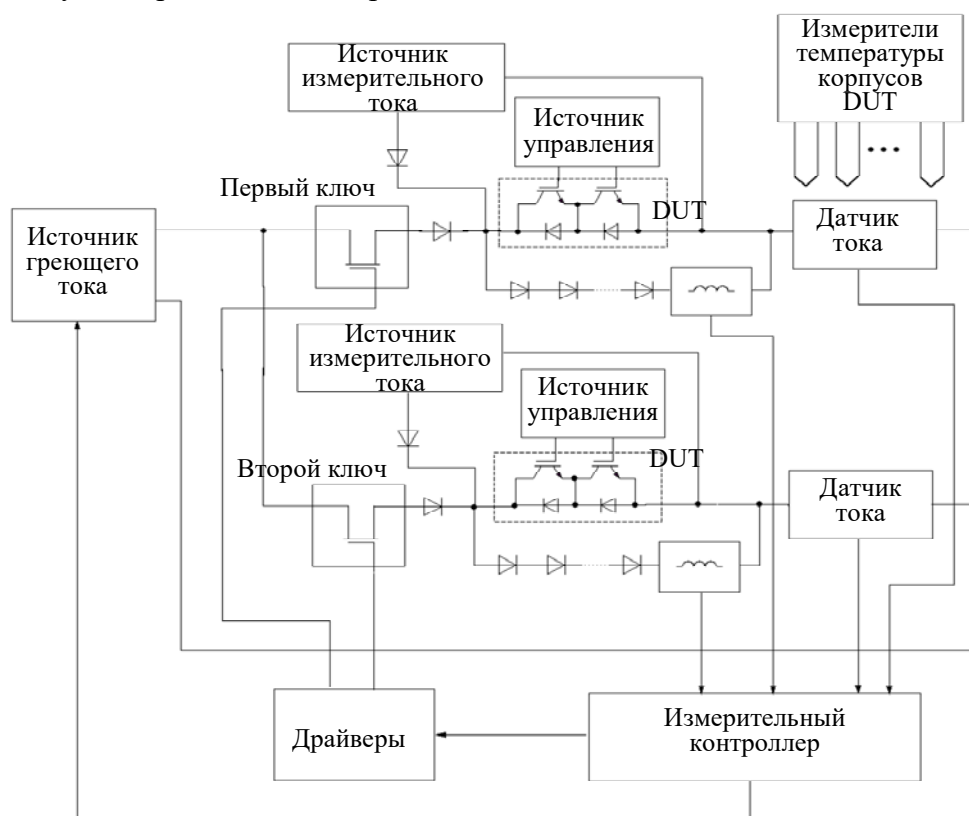 Источник
измерительного
тока
Измерители
температуры
корпусов
DUT
Источник
управления
Первый ключ
DUT
Источник
греющего
тока
Датчик
тока
Источник
измерительного
тока
Источник
управления
Второй ключ
DUT
Датчик
тока
Драйверы
Измерительный
контроллер